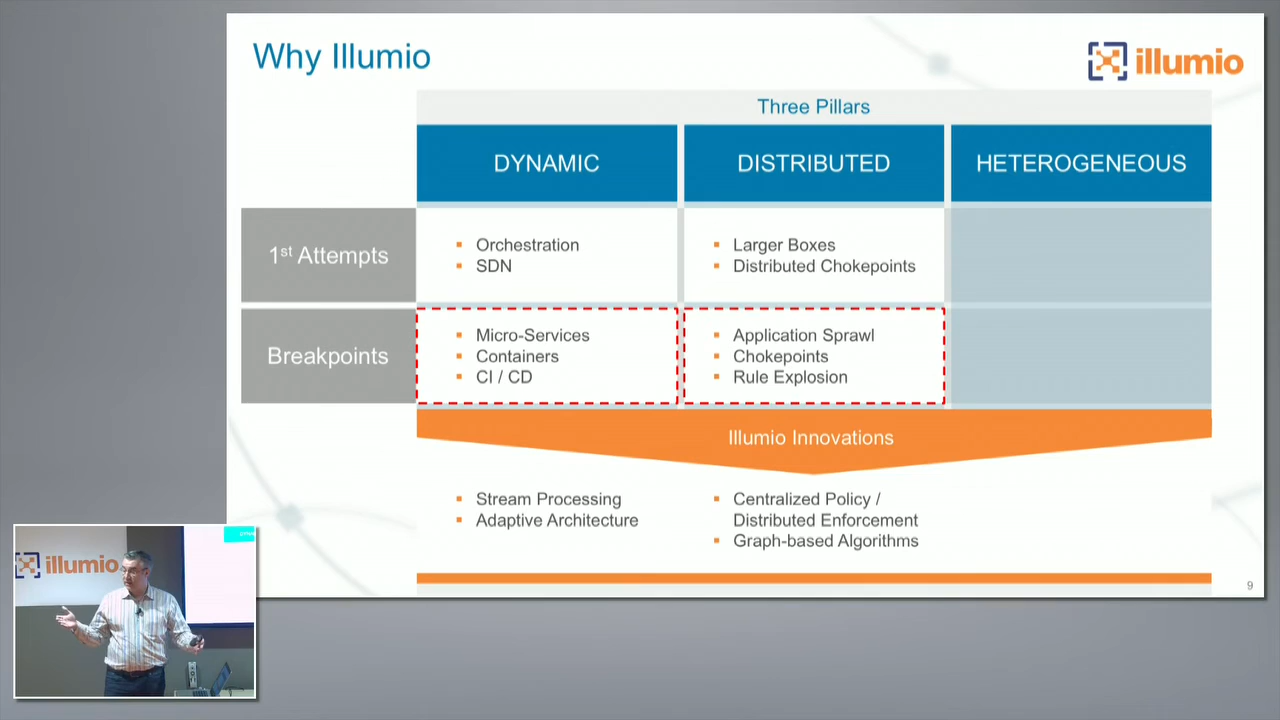 Why Illumio
illumio
Three Pillars
DYNAMIC
DISTRIBUTED
HETEROGENEOUS
1st Attempts
Orchestration
SDN
Larger Boxes
Distributed Chokepoints
Breakpoints
Micro-Services
Containers
CI / CD
Application Sprawl
Chokepoints
Rule Explosion
Illumio Innovations
Stream Processing
Adaptive Architecture
Centralized Policy /
Distributed Enforcement
Graph-based Algorithms
9
illumio